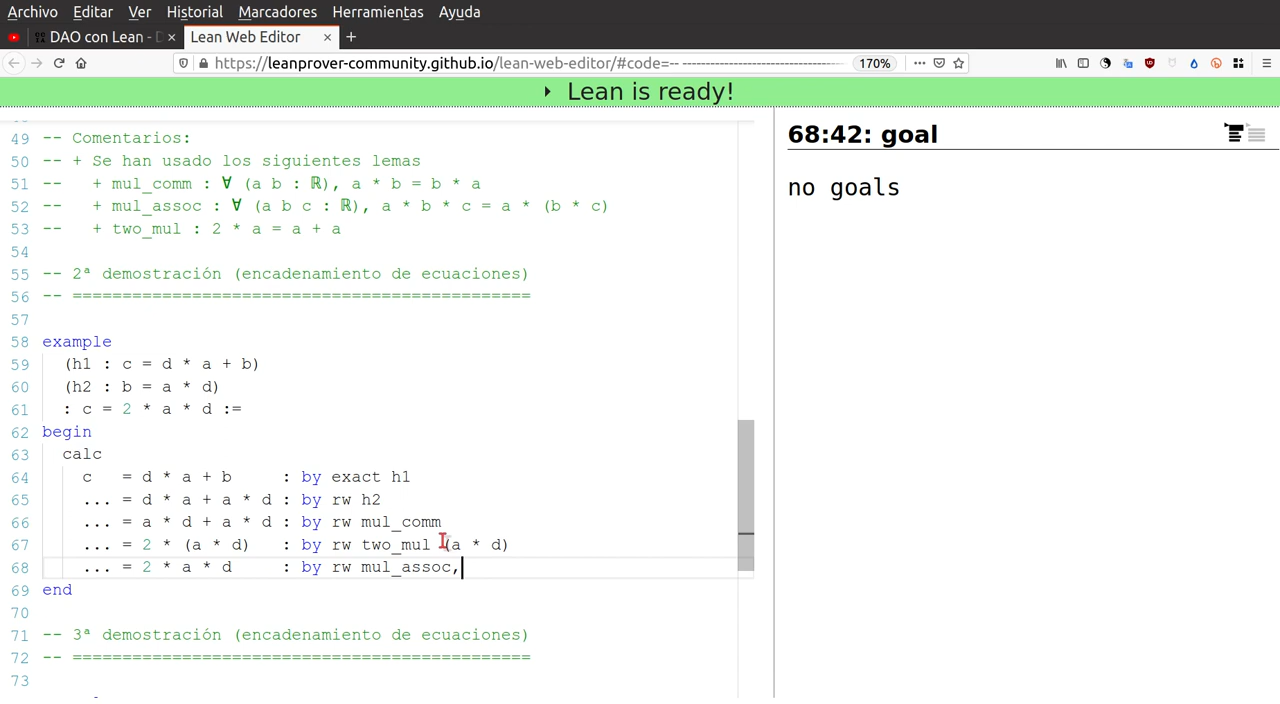 Archivo Editar Ver Historial Marcadores Herramientas Ayuda
DAO con Lean - D × Lean Web Editor × +
https://leanprover-community.github.io/lean-web-editor/#code=-- 170%
Lean is ready!
49 -- Comentarios:
50 -- + Se han usado los siguientes lemas
51 --   + mul_comm : ∀ (a b : ℝ), a * b = b * a
52 --   + mul_assoc : ∀ (a b c : ℝ), a * b * c = a * (b * c)
53 --   + two_mul : 2 * a = a + a
54
55 -- 2ª demostración (encadenamiento de ecuaciones)
56 -- ==============================================
57
58 example
59   (h1 : c = d * a + b)
60   (h2 : b = a * d)
61   : c = 2 * a * d :=
62 begin
63   calc
64     c   = d * a + b     : by exact h1
65     ... = d * a + a * d : by rw h2
66     ... = a * d + a * d : by rw mul_comm
67     ... = 2 * (a * d)   : by rw two_mul (a * d)
68     ... = 2 * a * d     : by rw mul_assoc,
69 end
70
71 -- 3ª demostración (encadenamiento de ecuaciones)
72 -- ==============================================
73
68:42: goal
no goals